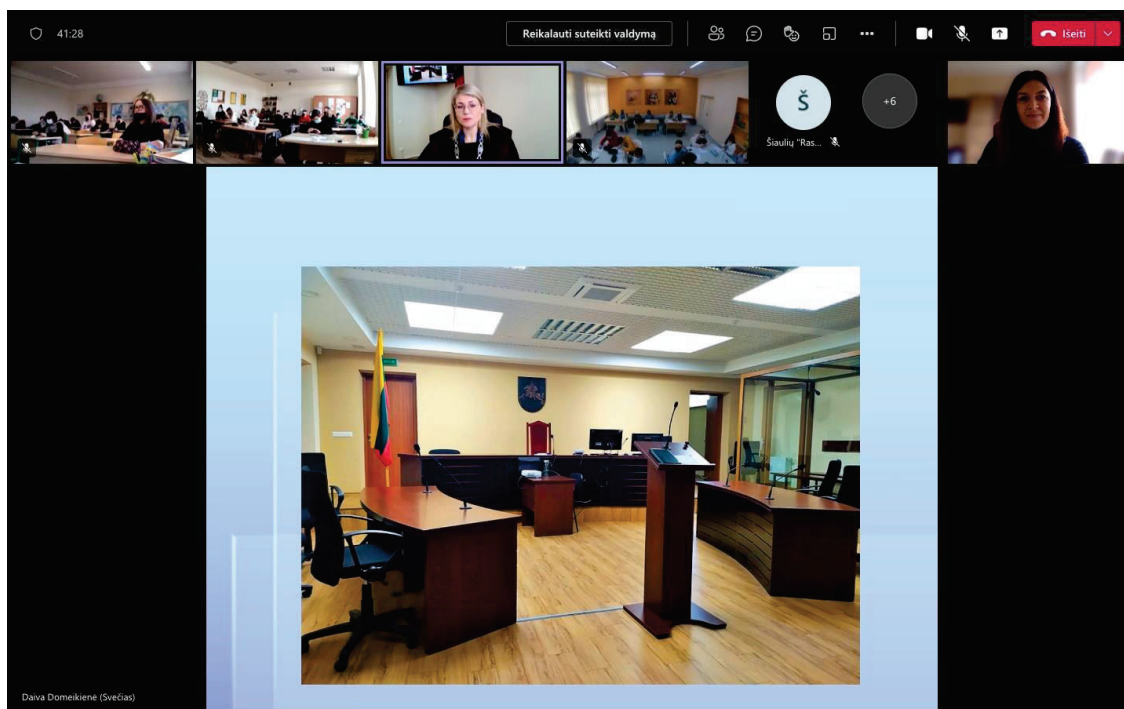 41:28
Reikalauti suteikti valdymą
Išeiti
Š
+6
Šiaulių "Ras...
Daiva Domeikienė (Svečias)